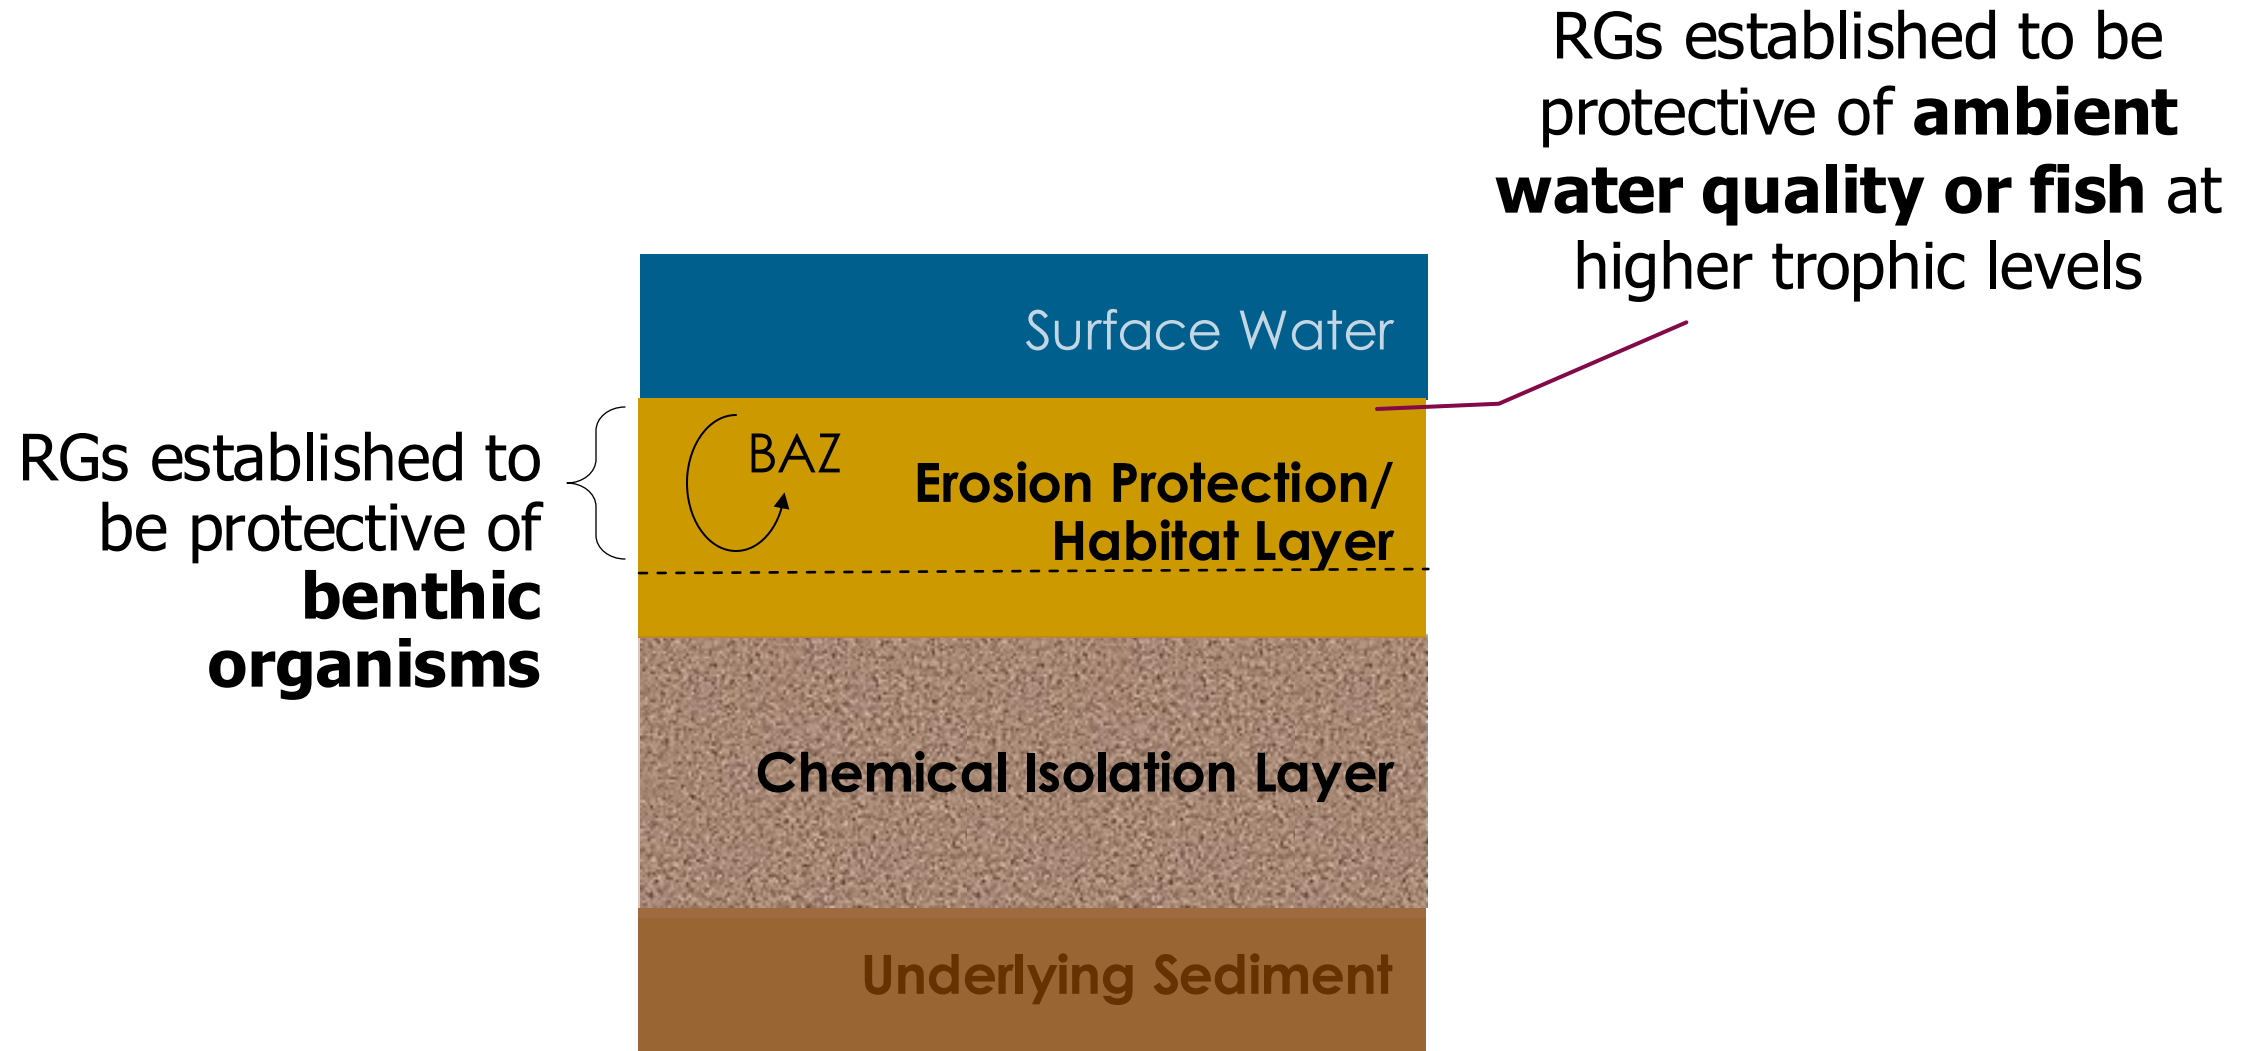 RGs established to be
protective of ambient
water quality or fish at
higher trophic levels
Surface Water
RGs established to
be protective of
benthic
organisms
BAZ
Erosion Protection/
Habitat Layer
Chemical Isolation Layer
Underlying Sediment